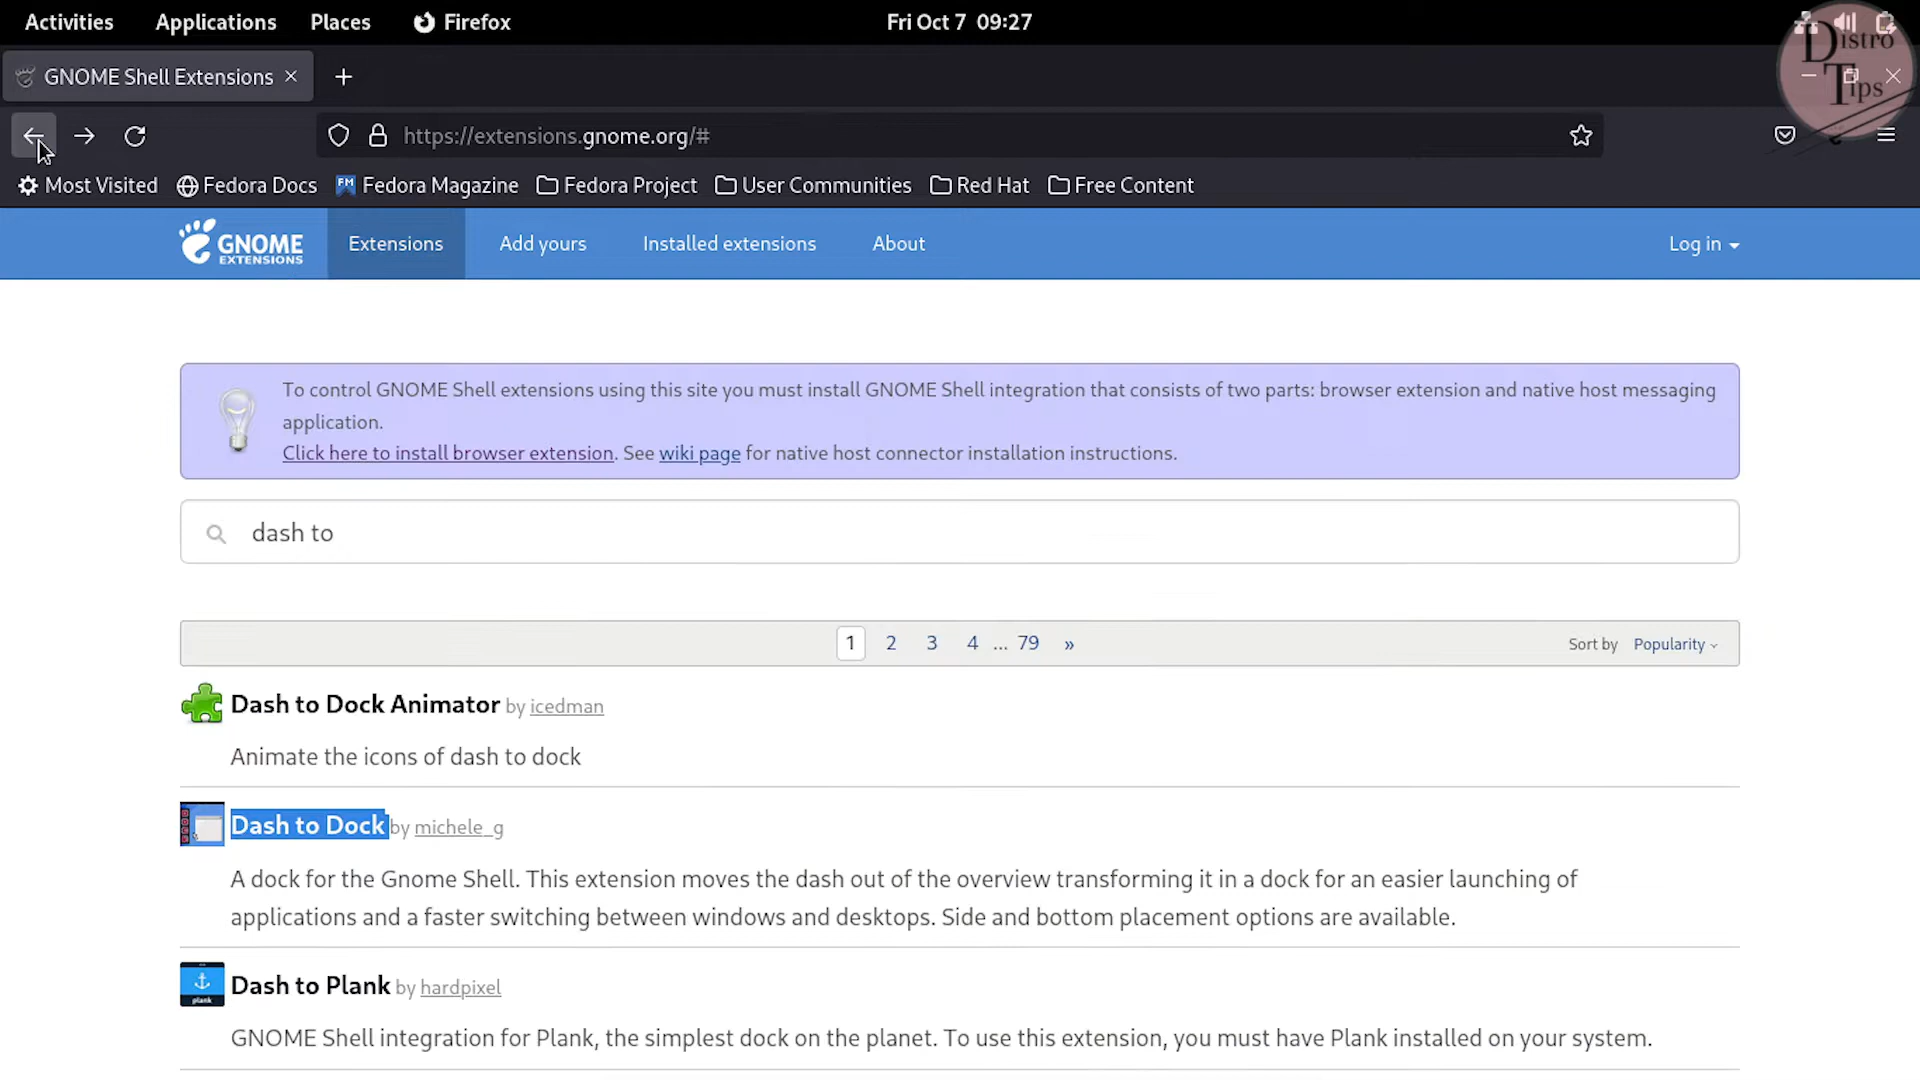 Activities Applications Places Firefox Fri Oct 7 09:27
Distro
Tips
GNOME Shell Extensions
https://extensions.gnome.org/#
Most Visited Fedora Docs Fedora Magazine Fedora Project User Communities Red Hat Free Content
GNOME
EXTENSIONS
Extensions Add yours Installed extensions About Log in
To control GNOME Shell extensions using this site you must install GNOME Shell integration that consists of two parts: browser extension and native host messaging
application.
Click here to install browser extension. See wiki page for native host connector installation instructions.
dash to
1 2 3 4 ... 79 » Sort by Popularity
Dash to Dock Animator by icedman
Animate the icons of dash to dock
Dash to Dock by michele_g
A dock for the Gnome Shell. This extension moves the dash out of the overview transforming it in a dock for an easier launching of
applications and a faster switching between windows and desktops. Side and bottom placement options are available.
plank
Dash to Plank by hardpixel
GNOME Shell integration for Plank, the simplest dock on the planet. To use this extension, you must have Plank installed on your system.